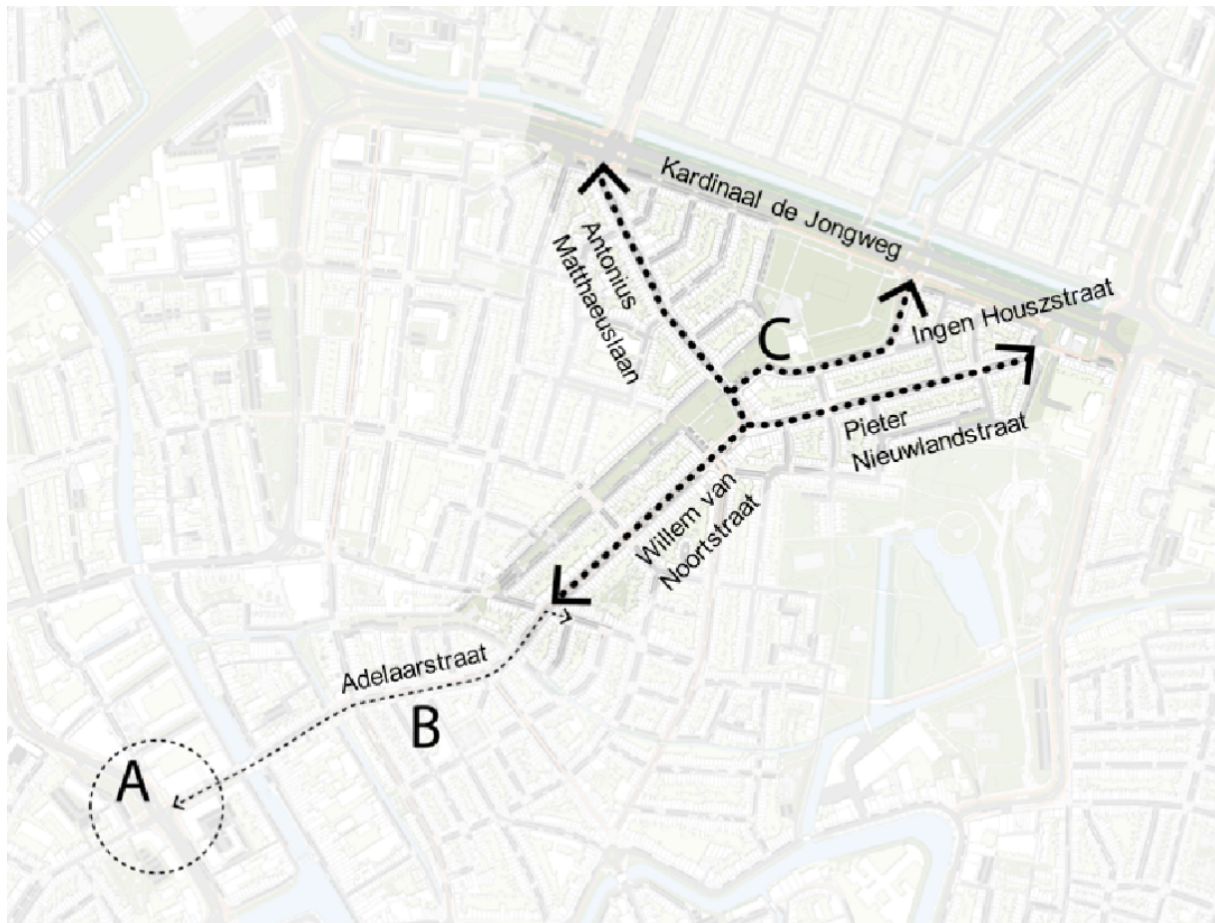 Kardinaal de Jongweg
Antonius
Matthaeuslaan
Ingen Houszstraat
C
Pieter
Nieuwlandstraat
Willem van
Noortstraat
Adelaarstraat
B
A